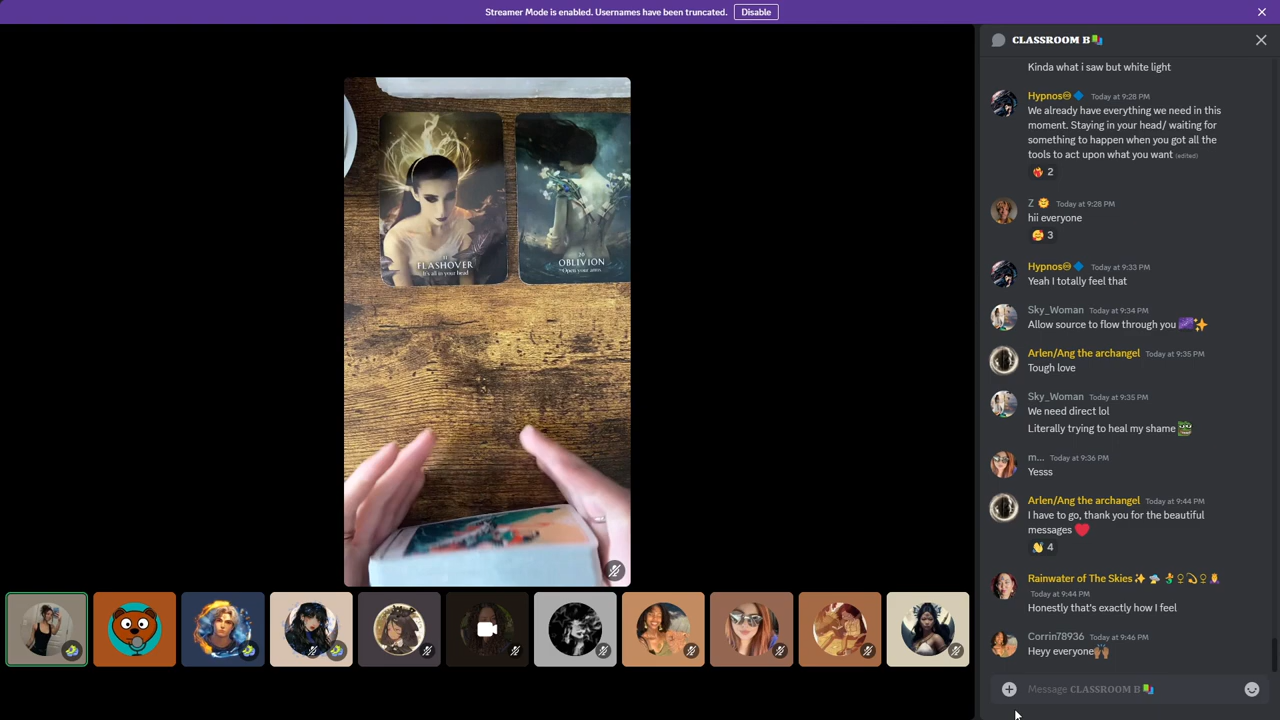 Streamer Mode is enabled. Usernames have been truncated. Disable
CLASSROOM B
Kinda what i saw but white light
Hypnos Today at 9:28 PM
We already have everything we need in this
moment. Staying in your head/ waiting for
something to happen when you got all the
tools to act upon what you want (edited)
2
Z Today at 9:28 PM
hii everyone
3
Hypnos Today at 9:33 PM
Yeah I totally feel that
Sky_Woman Today at 9:34 PM
Allow source to flow through you
Arlen/Ang the archangel Today at 9:35 PM
Tough love
Sky_Woman Today at 9:35 PM
We need direct lol
Literally trying to heal my shame
m... Today at 9:36 PM
Yesss
Arlen/Ang the archangel Today at 9:44 PM
I have to go, thank you for the beautiful
messages
4
Rainwater of The Skies
Today at 9:44 PM
Honestly that's exactly how I feel
Corrin78936 Today at 9:46 PM
Heyy everyone
Message CLASSROOM B
FLASHOVER
It's all in your head
OBLIVION
Open your arms